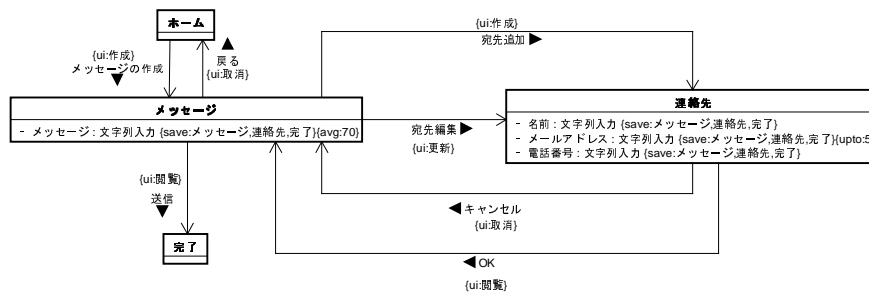 ホーム
{ui:作成}
メッセージの作成
戻る
{ui:取消}
{ui:作成}
宛先追加
メッセージ
- メッセージ : 文字列入力 {save:メッセージ,連絡先,完了}{avg:70}
宛先編集
{ui:更新}
連絡先
- 名前 : 文字列入力 {save:メッセージ,連絡先,完了}
- メールアドレス : 文字列入力 {save:メッセージ,連絡先,完了}{upto:5
- 電話番号 : 文字列入力 {save:メッセージ,連絡先,完了}
{ui:閲覧}
送信
キャンセル
{ui:取消}
完了
OK
{ui:閲覧}